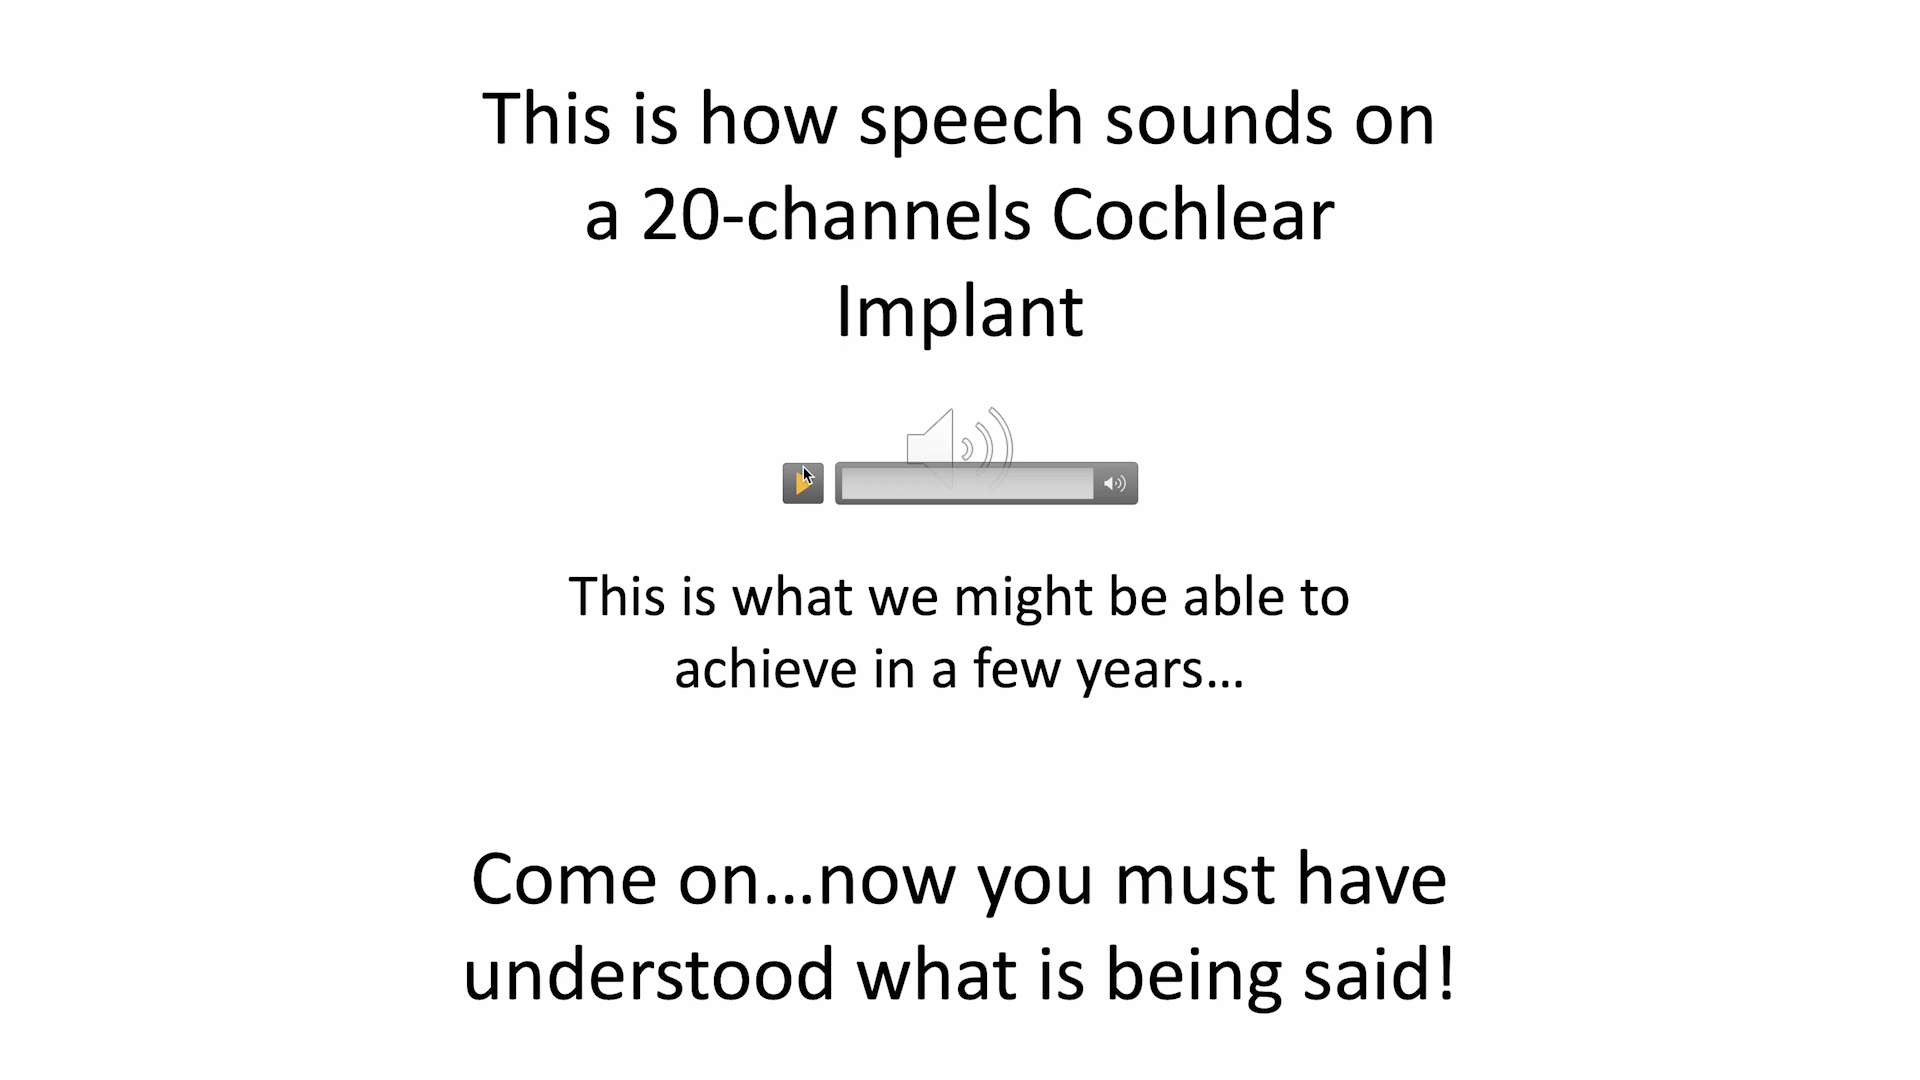 This is how speech sounds on
a 20-channels Cochlear
Implant
This is what we might be able to
achieve in a few years…
Come on…now you must have
understood what is being said!